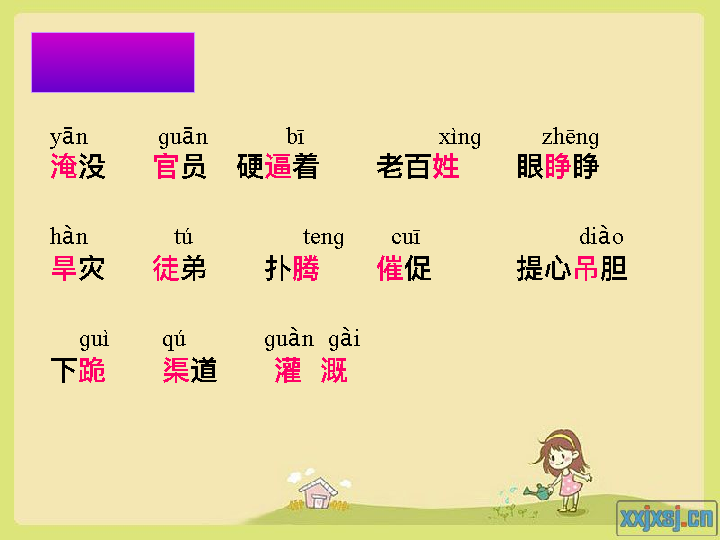 yān guān bī xìng zhēng
淹没 官员 硬逼着 老百姓 眼睁睁
hàn tú teng cuī diào
旱灾 徒弟 扑腾 催促 提心吊胆
guì qú guàn gài
下跪 渠道 灌 溉
xxjxsj.cn